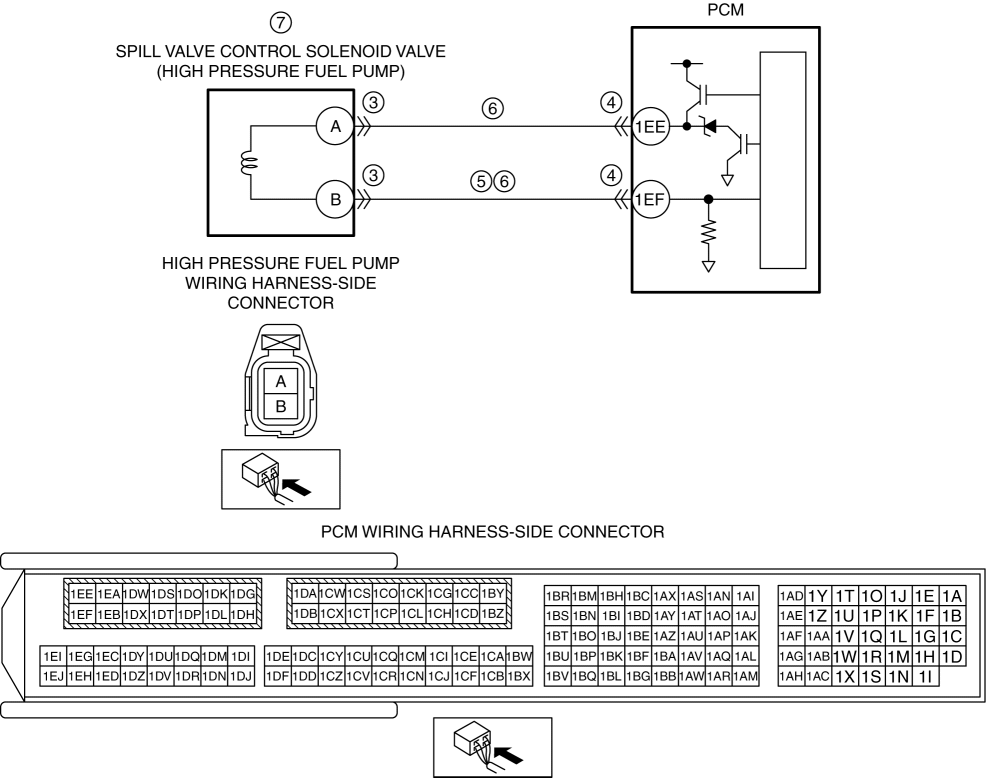 ⑦
PCM
SPILL VALVE CONTROL SOLENOID VALVE
(HIGH PRESSURE FUEL PUMP)
③ ⑥ ④
A 1EE
③ ⑤⑥ ④
B 1EF
HIGH PRESSURE FUEL PUMP
WIRING HARNESS-SIDE
CONNECTOR
A
B
PCM WIRING HARNESS-SIDE CONNECTOR
1EE 1EA 1DW 1DS 1DO 1DK 1DG 1DA 1CW 1CS 1CO 1CK 1CG 1CC 1BY 1BR 1BM 1BH 1BC 1AX 1AS 1AN 1AI 1AD 1Y 1T 1O 1J 1E 1A
1EF 1EB 1DX 1DT 1DP 1DL 1DH 1DB 1CX 1CT 1CP 1CL 1CH 1CD 1BZ 1BS 1BN 1BI 1BD 1AY 1AT 1AO 1AJ 1AE 1Z 1U 1P 1K 1F 1B
1BT 1BO 1BJ 1BE 1AZ 1AU 1AP 1AK 1AF 1AA 1V 1Q 1L 1G 1C
1EI 1EG 1EC 1DY 1DU 1DQ 1DM 1DI 1DE 1DC 1CY 1CU 1CQ 1CM 1CI 1CE 1CA 1BW 1BU 1BP 1BK 1BF 1BA 1AV 1AQ 1AL 1AG 1AB 1W 1R 1M 1H 1D
1EJ 1EH 1ED 1DZ 1DV 1DR 1DN 1DJ 1DF 1DD 1CZ 1CV 1CR 1CN 1CJ 1CF 1CB 1BX 1BV 1BQ 1BL 1BG 1BB 1AW 1AR 1AM 1AH 1AC 1X 1S 1N 1I